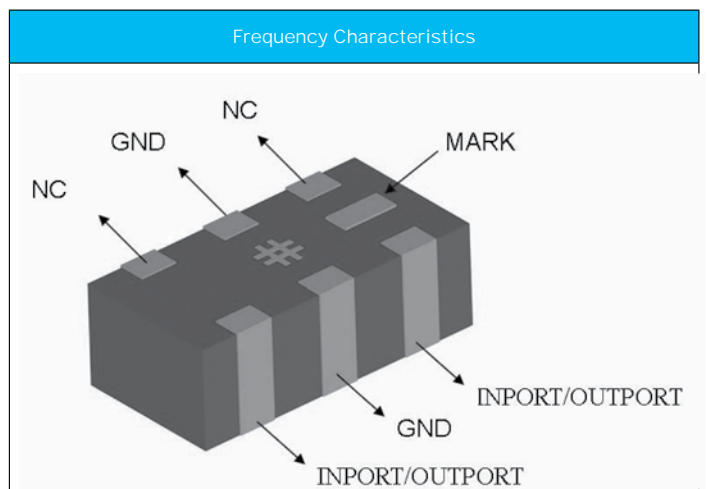 Frequency Characteristics
NC
GND
MARK
NC
#
INPORT/OUTPORT
GND
INPORT/OUTPORT